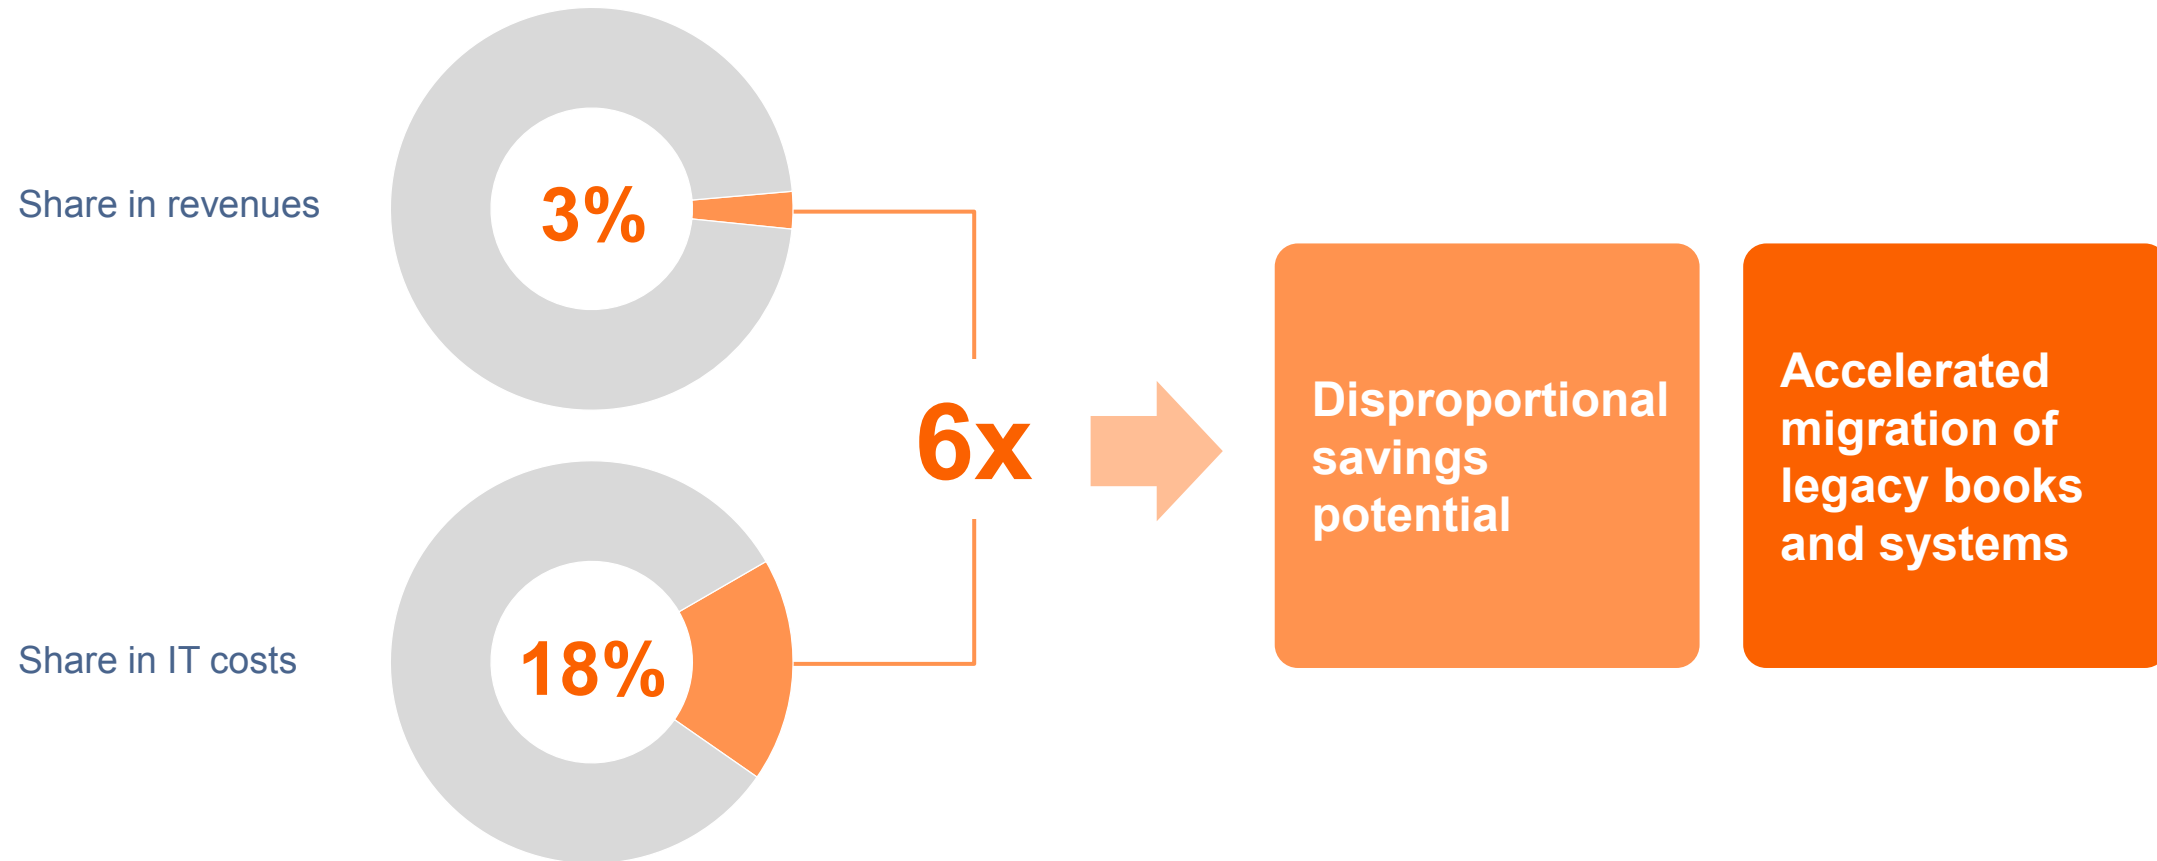 Share in revenues
3%
Share in IT costs
18%
6x
Disproportional
savings
potential
Accelerated
migration of
legacy books
and systems